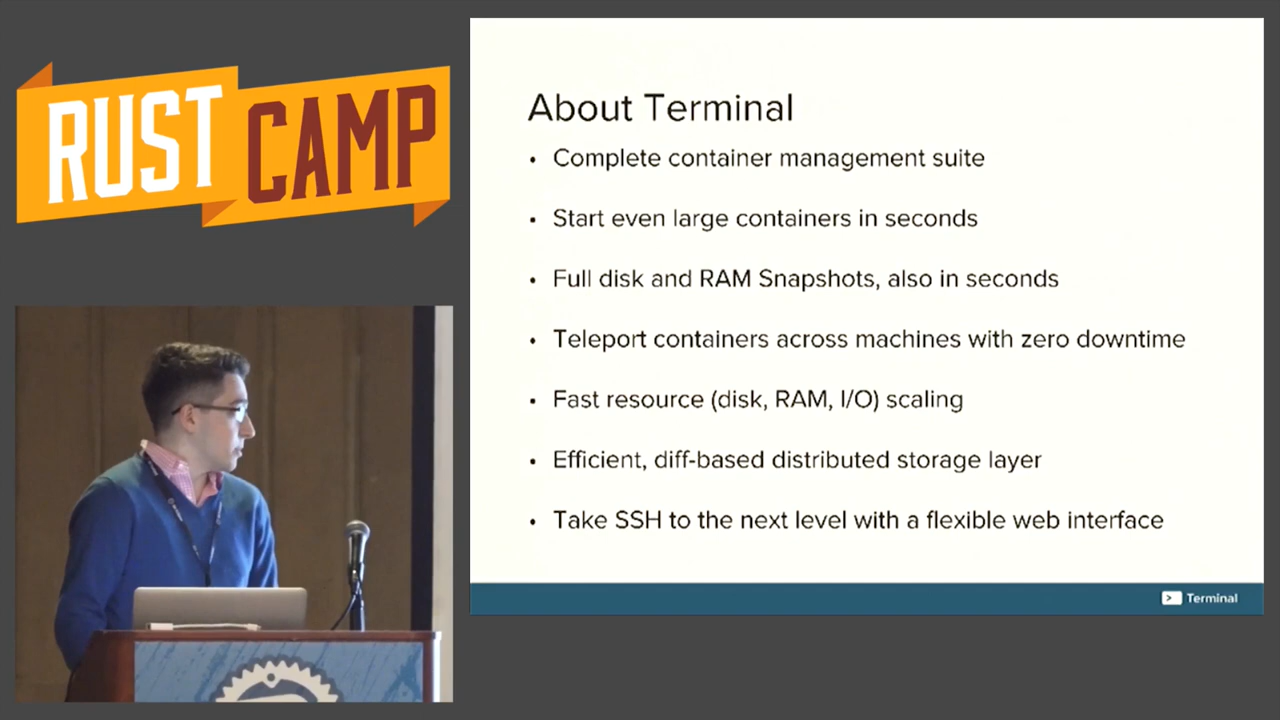 RUST CAMP
About Terminal
• Complete container management suite
• Start even large containers in seconds
• Full disk and RAM Snapshots, also in seconds
• Teleport containers across machines with zero downtime
• Fast resource (disk, RAM, I/O) scaling
• Efficient, diff-based distributed storage layer
• Take SSH to the next level with a flexible web interface
Terminal